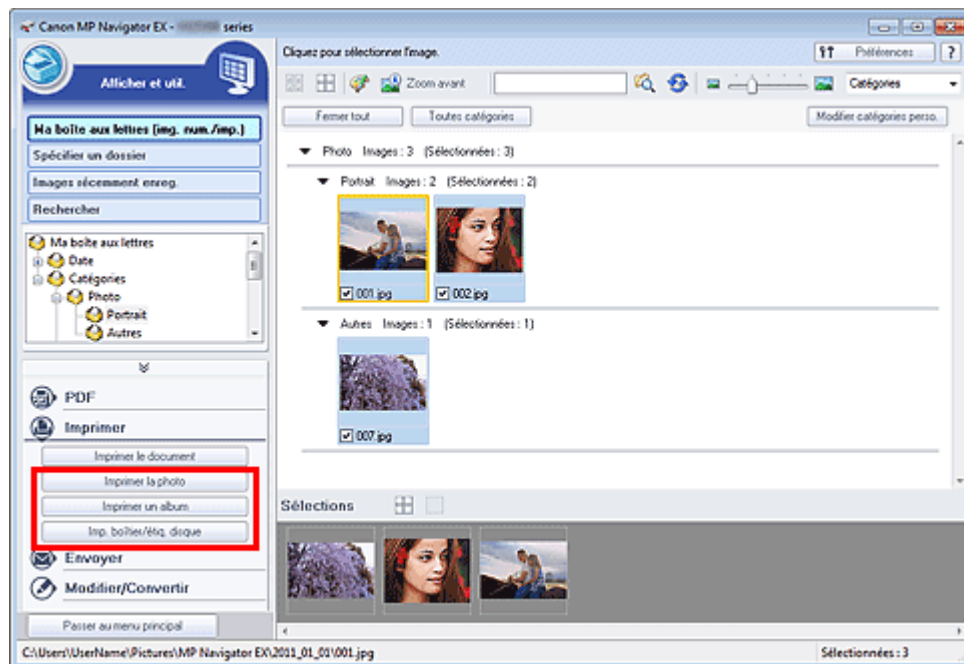 Canon MP Navigator EX - series
Afficher et util.
Ma boîte aux lettres (img. num./imp.)
Spécifier un dossier
Images récemment enreg.
Rechercher
Ma boîte aux lettres
Date
Catégories
Photo
Portrait
Autres
PDF
Imprimer
Imprimer le document
Imprimer la photo
Imprimer un album
Imp. boîtier/étiq. disque
Envoyer
Modifier/Convertir
Passer au menu principal
Cliquez pour sélectionner l'image.
Préférences ?
Zoom avant
Catégories
Fermer tout
Toutes catégories
Modifier catégories perso.
Photo Images : 3 (Sélectionnées : 3)
Portrait Images : 2 (Sélectionnées : 2)
001.jpg
002.jpg
Autres Images : 1 (Sélectionnées : 1)
007.jpg
Sélections
C:\Users\UserName\Pictures\MP Navigator EX\2011_01_01\001.jpg
Sélectionnées : 3